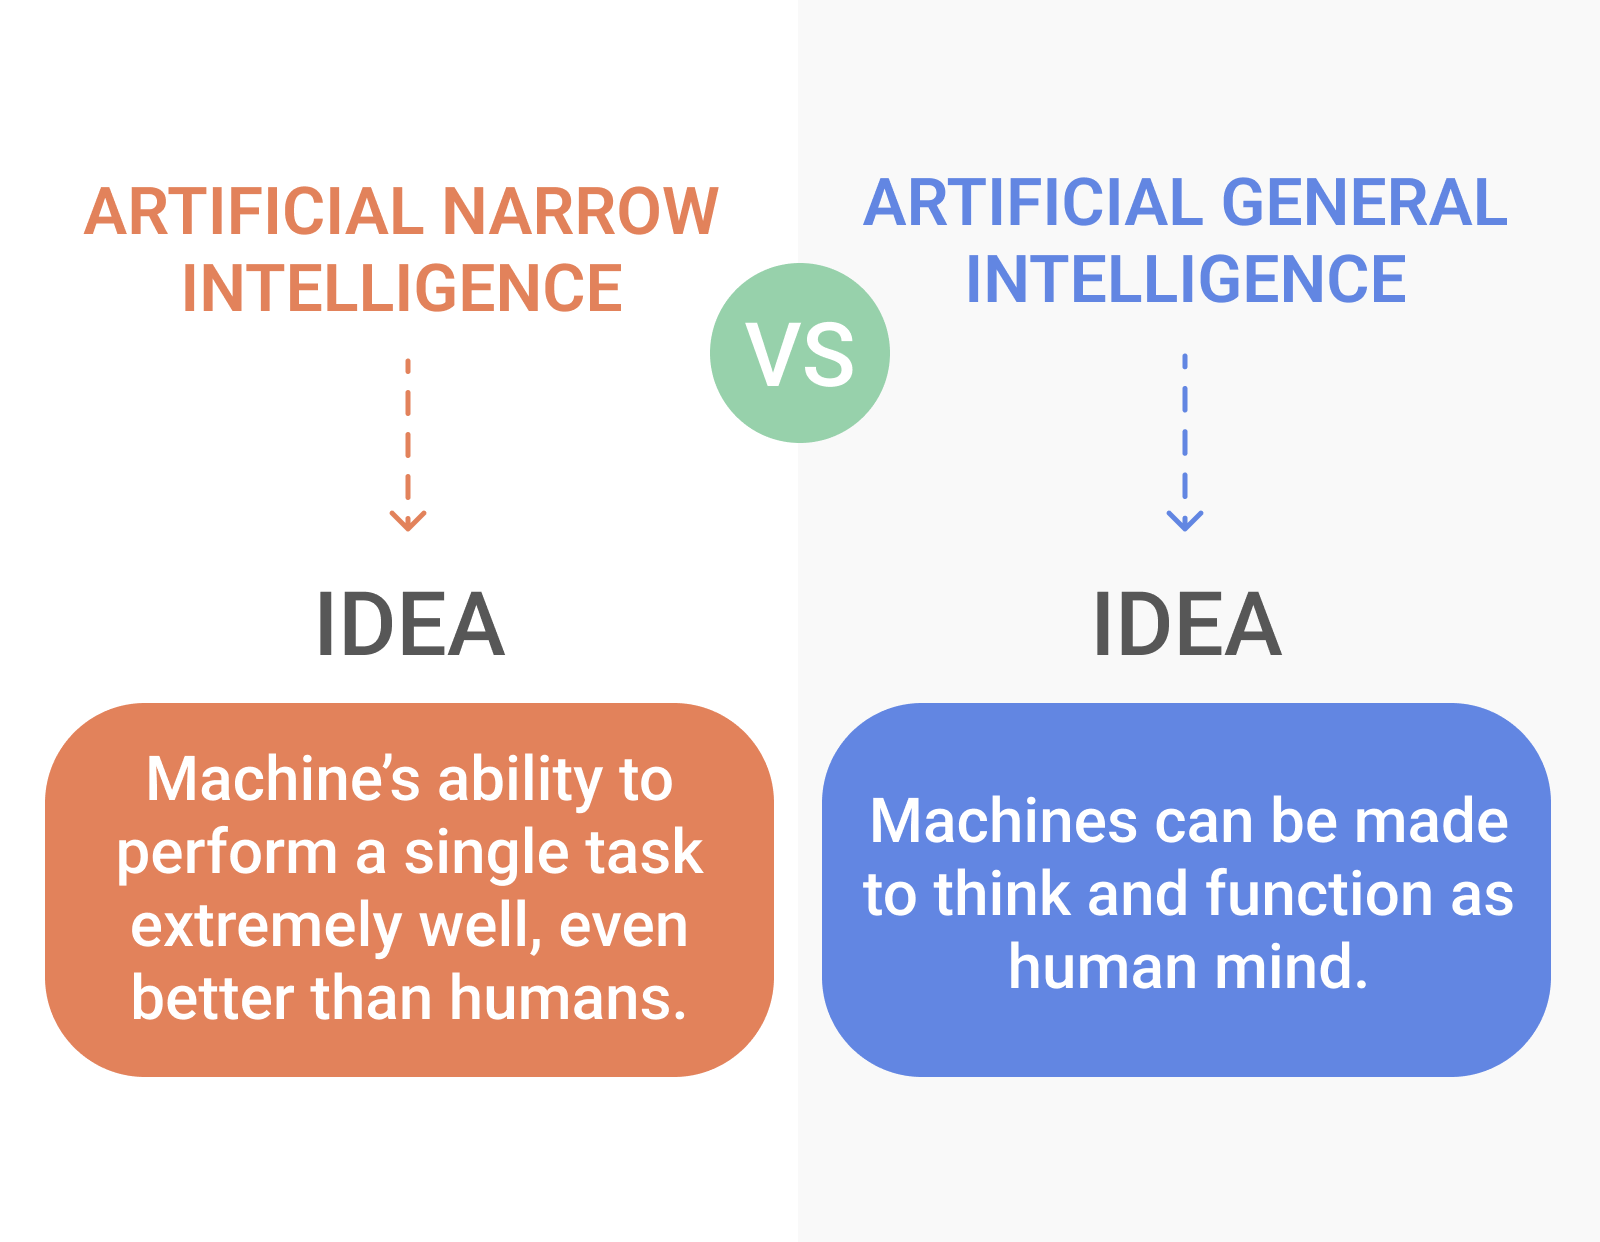 ARTIFICIAL NARROW
INTELLIGENCE
VS
ARTIFICIAL GENERAL
INTELLIGENCE
IDEA
Machine’s ability to
perform a single task
extremely well, even
better than humans.
IDEA
Machines can be made
to think and function as
human mind.